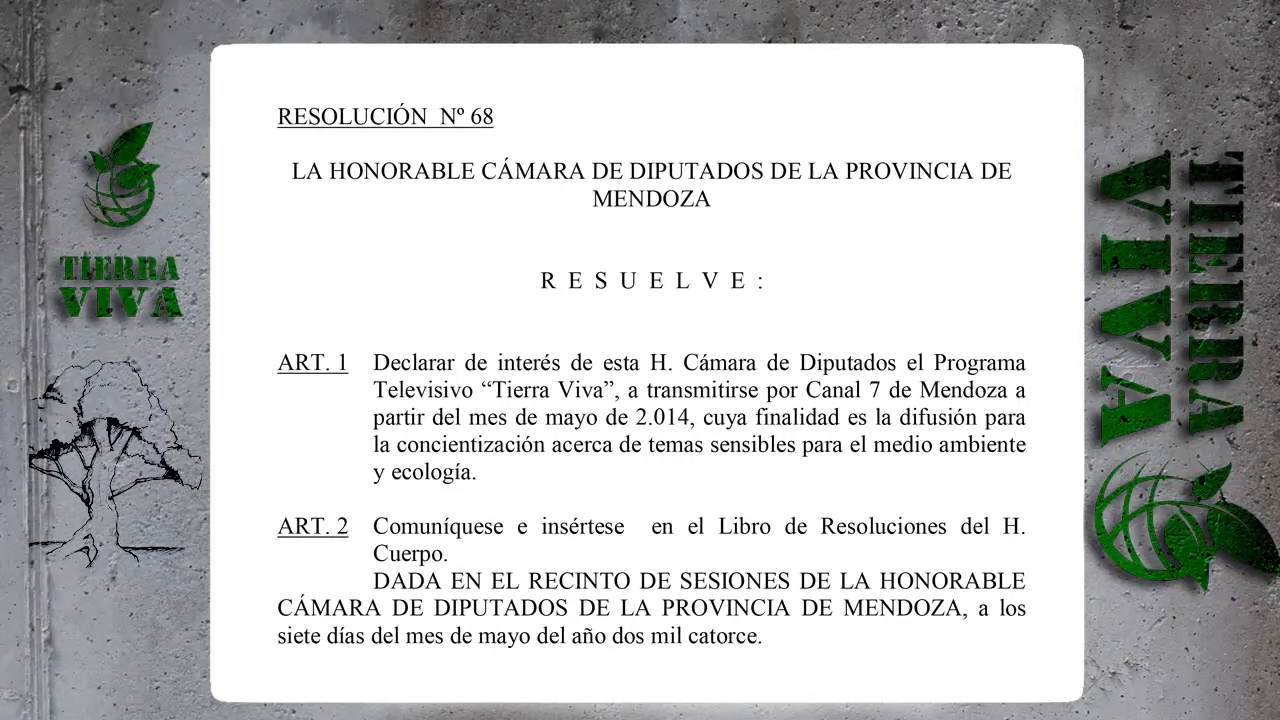 TIERRA
VIVA
RESOLUCIÓN Nº 68
LA HONORABLE CÁMARA DE DIPUTADOS DE LA PROVINCIA DE
MENDOZA
R E S U E L V E :
ART. 1 Declarar de interés de esta H. Cámara de Diputados el Programa
Televisivo “Tierra Viva”, a transmitirse por Canal 7 de Mendoza a
partir del mes de mayo de 2.014, cuya finalidad es la difusión para
la concientización acerca de temas sensibles para el medio ambiente
y ecología.
ART. 2 Comuníquese e insértese en el Libro de Resoluciones del H.
Cuerpo.
DADA EN EL RECINTO DE SESIONES DE LA HONORABLE
CÁMARA DE DIPUTADOS DE LA PROVINCIA DE MENDOZA, a los
siete días del mes de mayo del año dos mil catorce.
TIERRA
VIVA